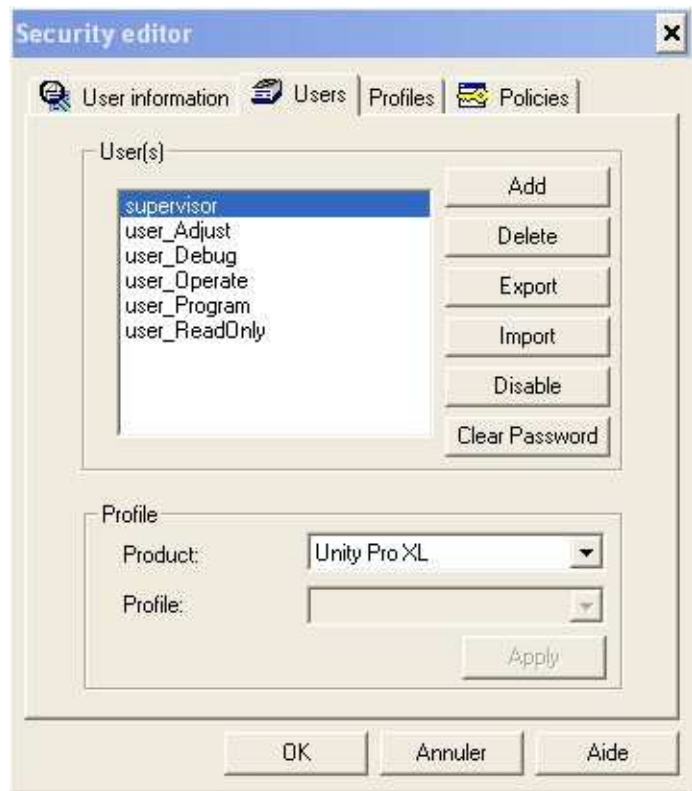 Security editor
User information Users Profiles Policies
User(s)
supervisor
user_Adjust
user_Debug
user_Operate
user_Program
user_ReadOnly
Add
Delete
Export
Import
Disable
Clear Password
Profile
Product: Unity Pro XL
Profile:
Apply
OK Annuler Aide